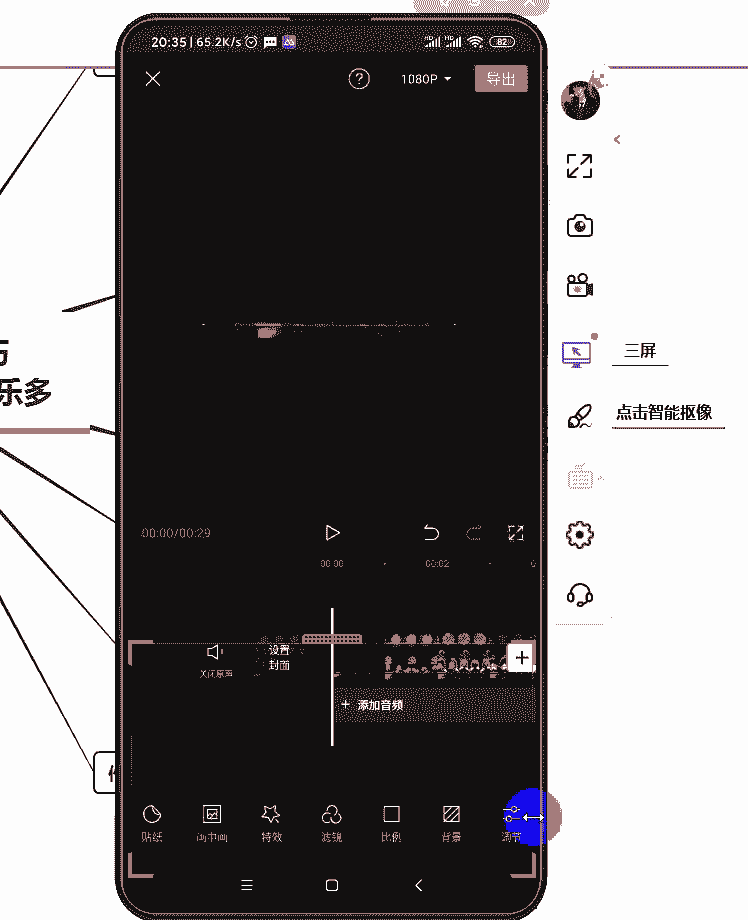 20:35 | 65.2K/s
82
1080P
导出
乐多
三屏
点击智能抠像
00:00/00:29
00:00
00:02
关闭原声
设置
封面
+ 添加音频
贴纸
画中画
特效
滤镜
比例
背景
调节